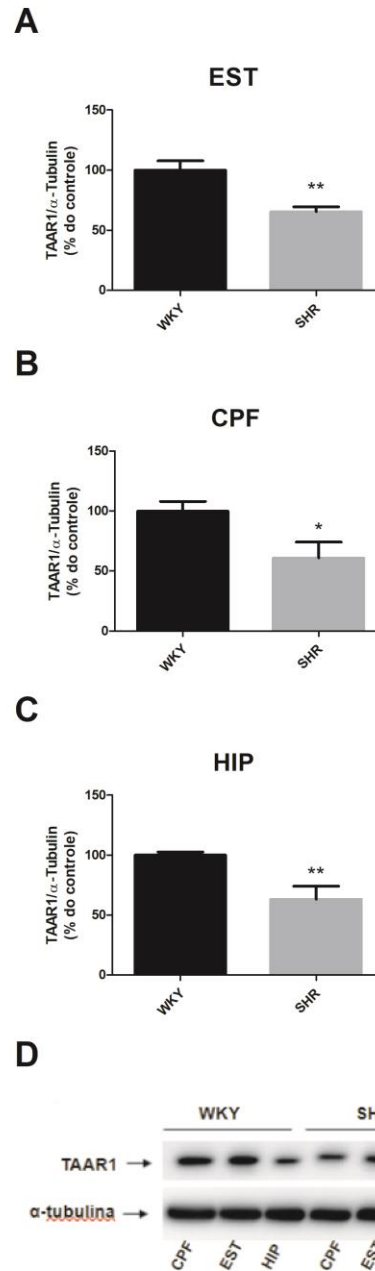 A
EST
TAAR1/α-Tubulin
(% do controle)
150
100
50
0
**
WKY
SHR
B
CPF
TAAR1/α-Tubulin
(% do controle)
150
100
50
0
*
WKY
SHR
C
HIP
TAAR1/α-Tubulin
(% do controle)
150
100
50
0
**
WKY
SHR
D
WKY
TAAR1
α-tubulina
CPF EST HIP CPF EST